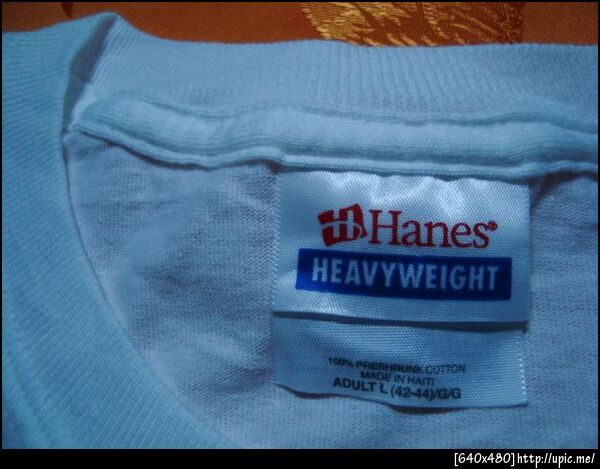 Hanes®
HEAVYWEIGHT
100% PRESHRUNK COTTON
MADE IN HAITI
ADULT L (42-44)/G/G
[640x480]http://upic.me/